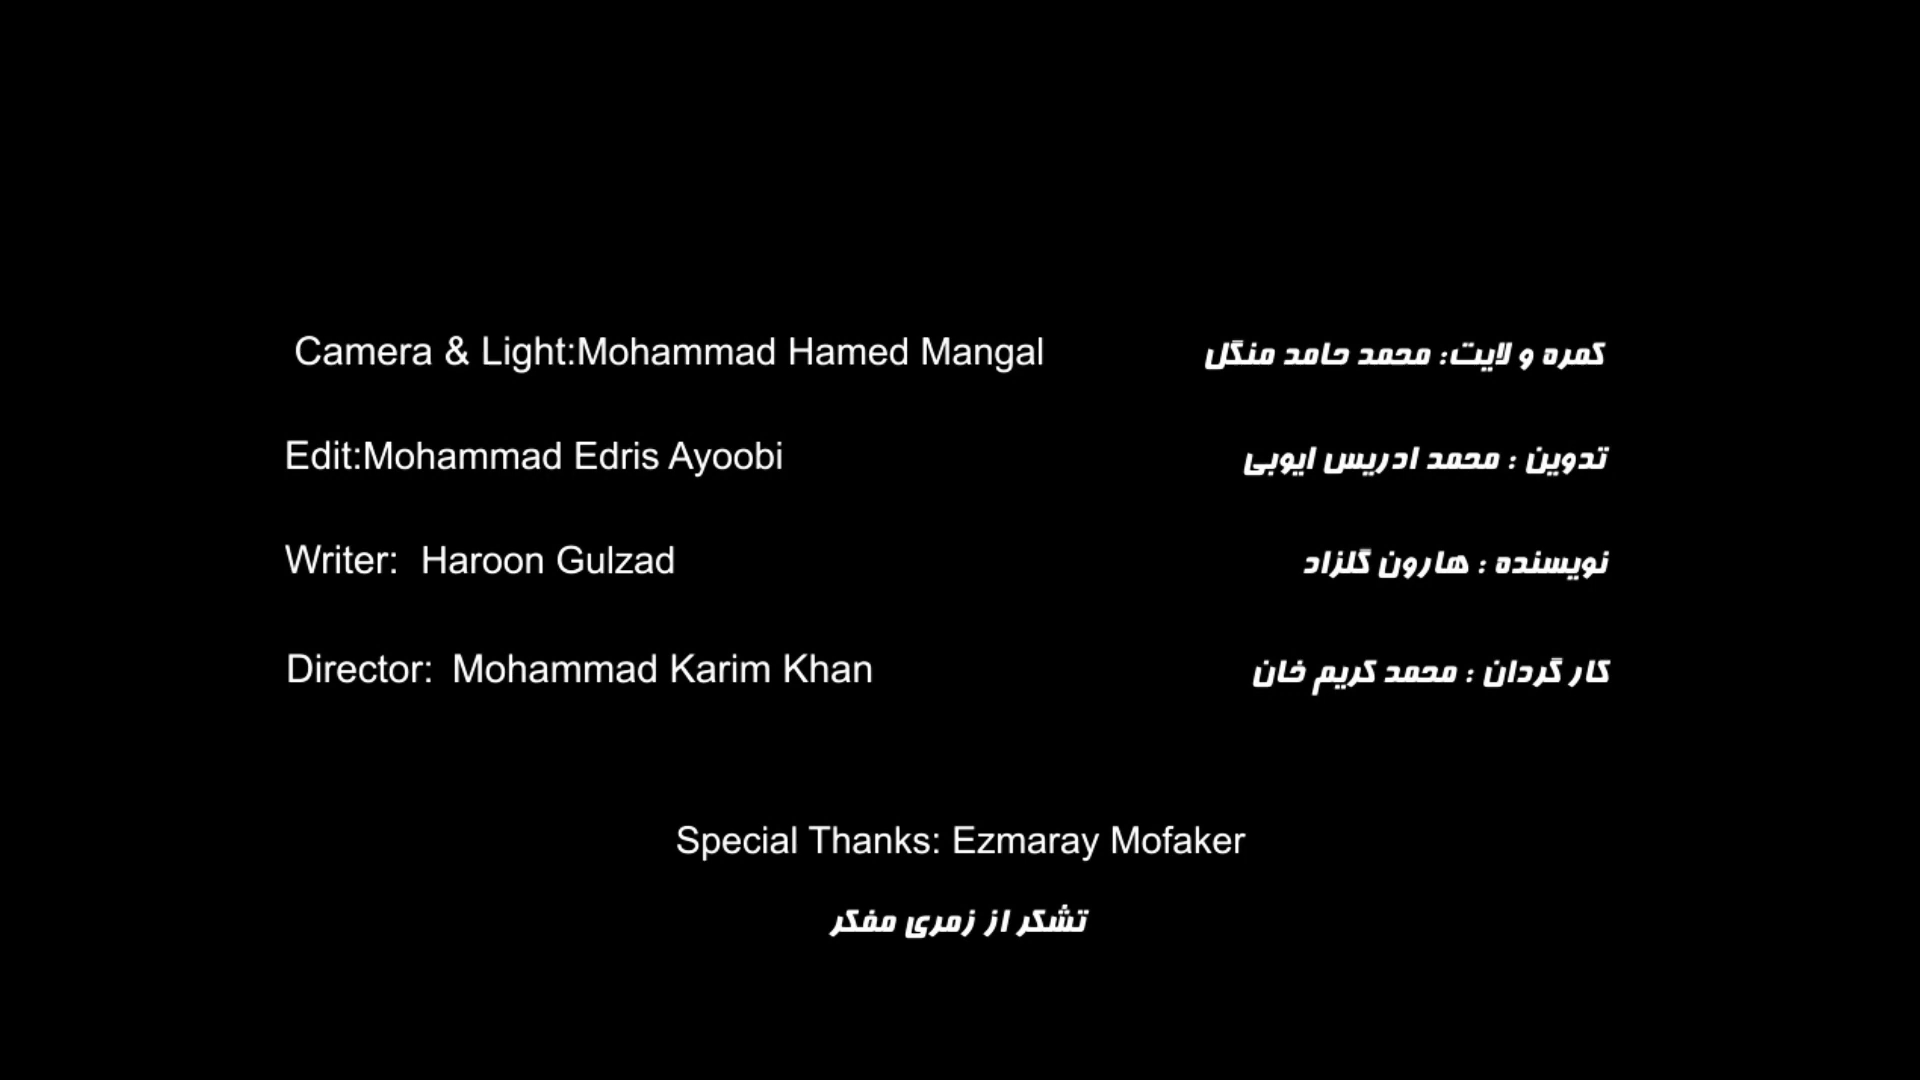 Camera & Light:Mohammad Hamed Mangal
کمره و لایت: محمد حامد منگل
Edit:Mohammad Edris Ayoobi
تدوین : محمد ادریس ایوبی
Writer: Haroon Gulzad
نویسنده : هارون گلزاد
Director: Mohammad Karim Khan
کار گردان : محمد کریم خان
Special Thanks: Ezmaray Mofaker
تشکر از زمری مفکر